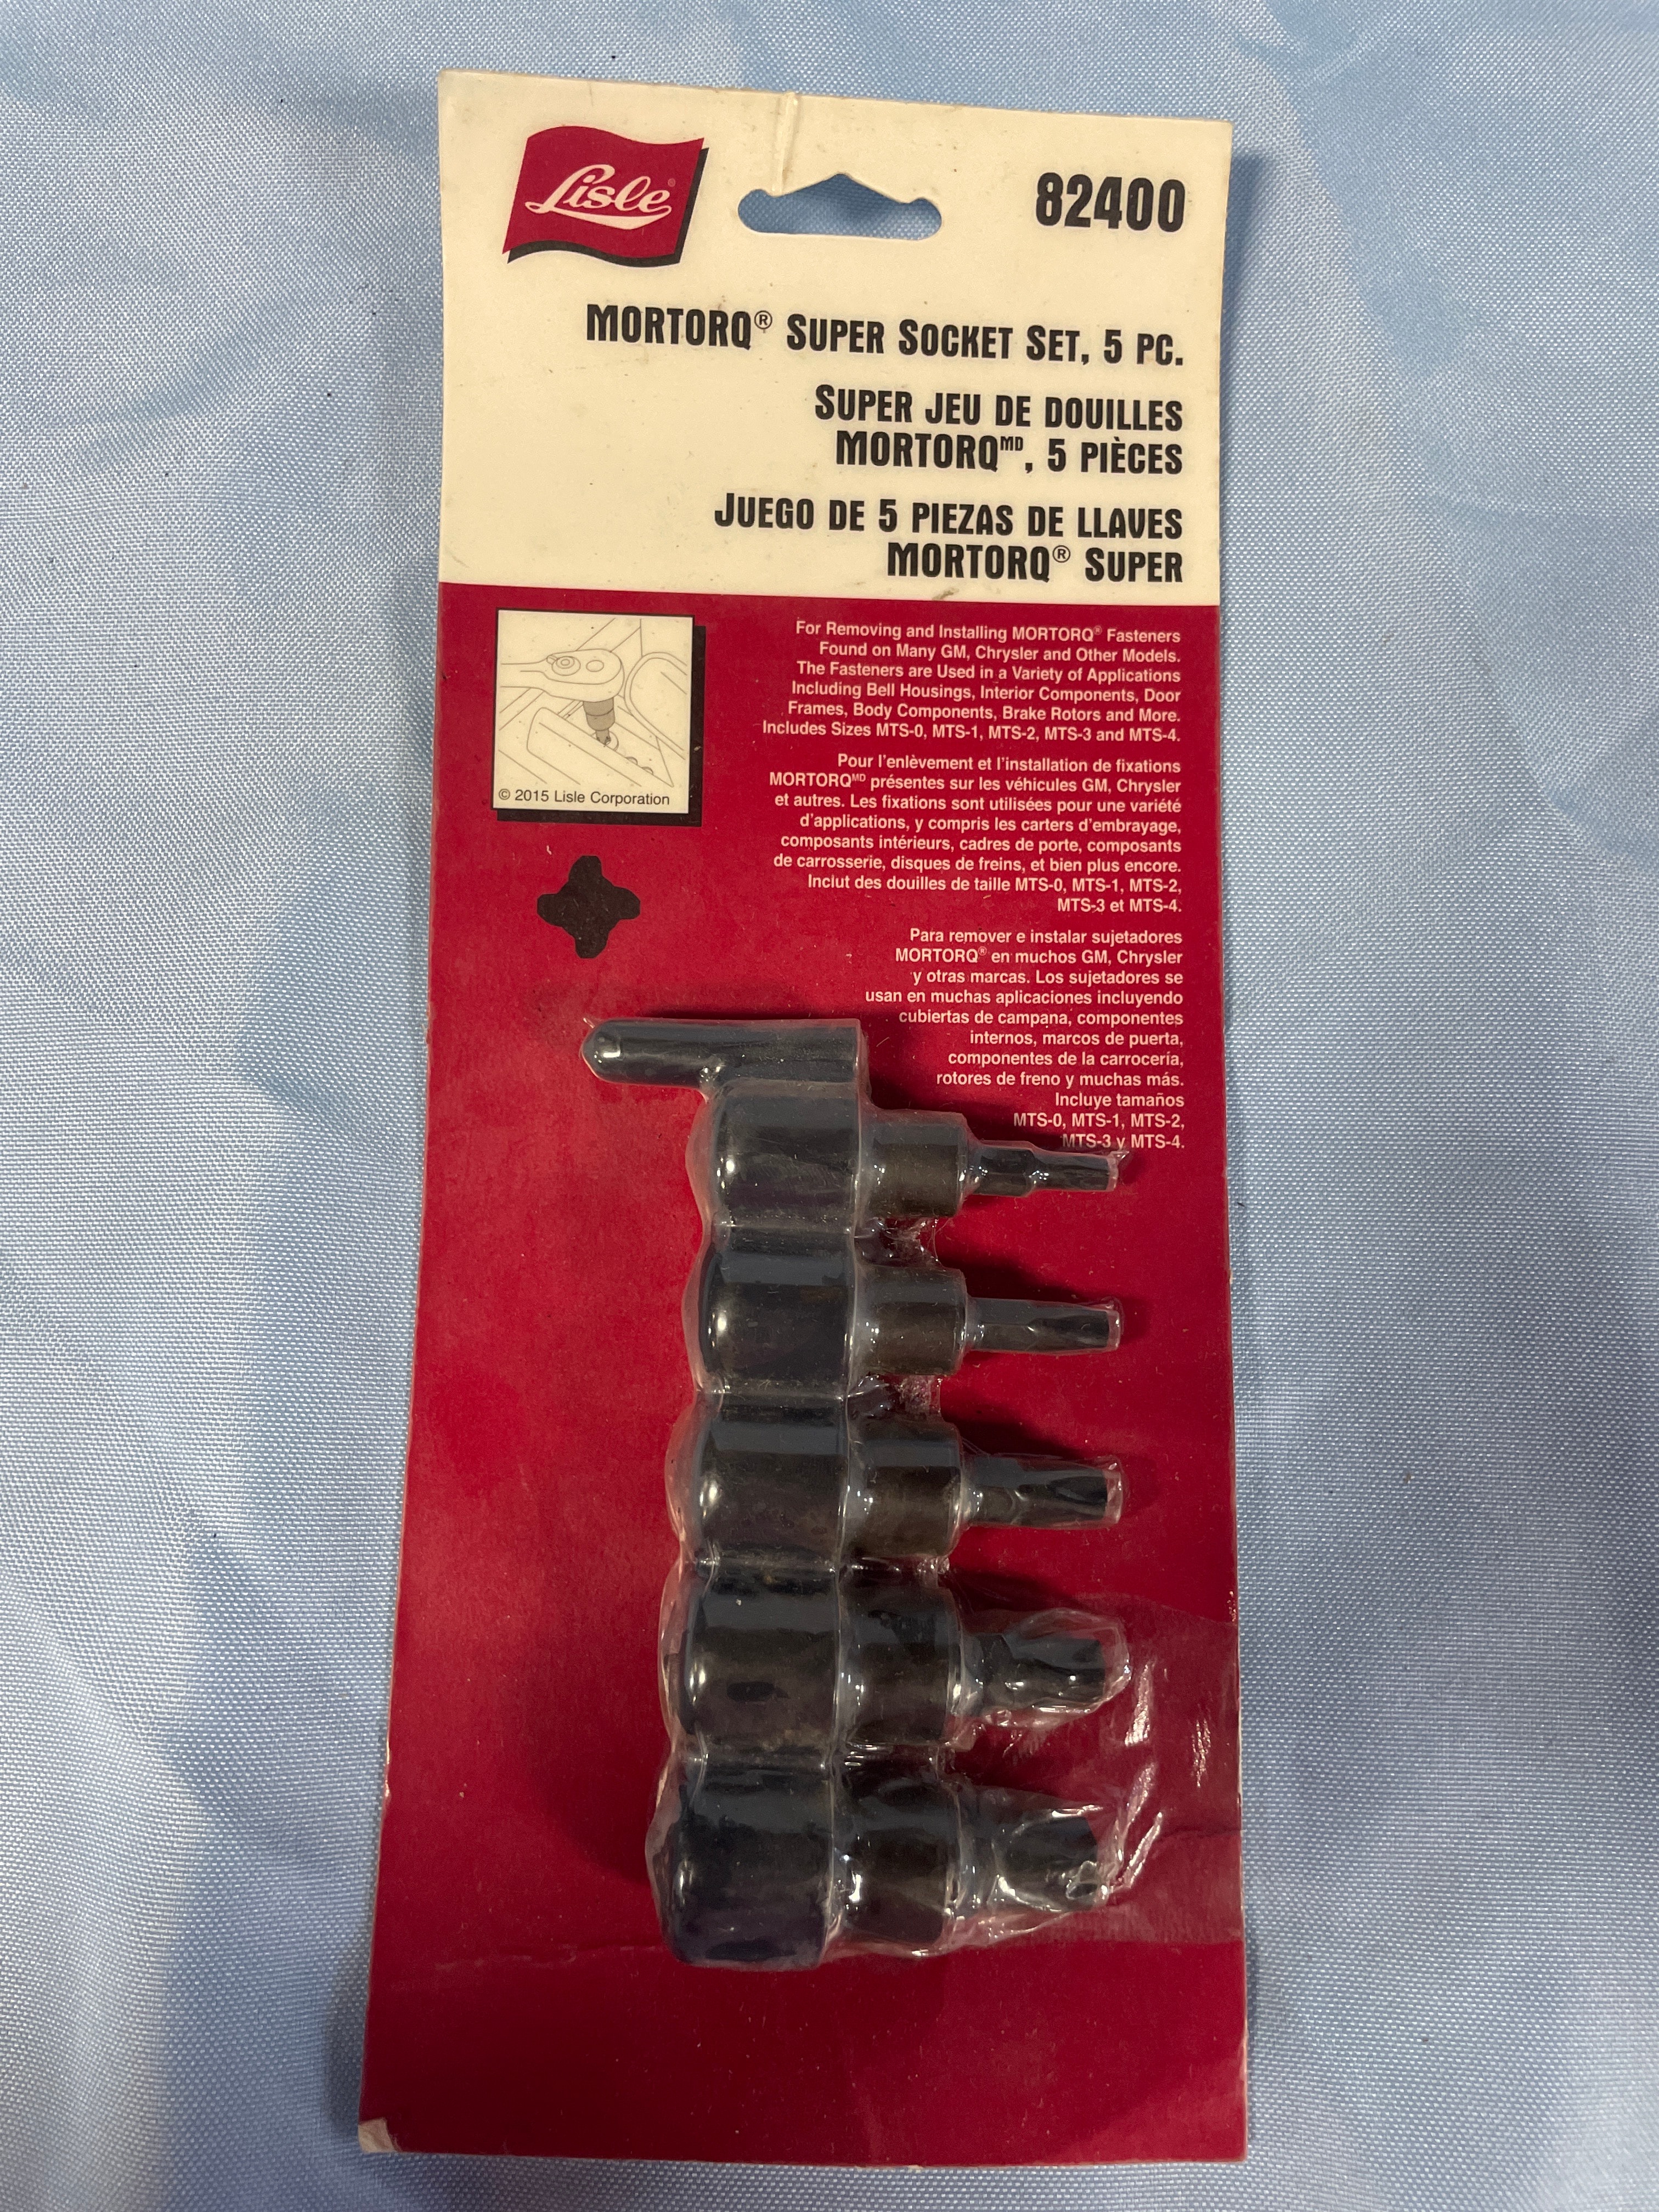 Lisle®
82400
MORTORQ® SUPER SOCKET SET, 5 PC.
SUPER JEU DE DOUILLES
MORTORQMD, 5 PIÈCES
JUEGO DE 5 PIEZAS DE LLAVES
MORTORQ® SUPER
© 2015 Lisle Corporation
For Removing and Installing MORTORQ® Fasteners
Found on Many GM, Chrysler and Other Models.
The Fasteners are Used in a Variety of Applications
Including Bell Housings, Interior Components, Door
Frames, Body Components, Brake Rotors and More.
Includes Sizes MTS-0, MTS-1, MTS-2, MTS-3 and MTS-4.
Pour l'enlèvement et l'installation de fixations
MORTORQMD présentes sur les véhicules GM, Chrysler
et autres. Les fixations sont utilisées pour une variété
d'applications, y compris les carters d'embrayage,
composants intérieurs, cadres de porte, composants
de carrosserie, disques de freins, et bien plus encore.
Inciut des douilles de taille MTS-0, MTS-1, MTS-2,
MTS-3 et MTS-4.
Para remover e instalar sujetadores
MORTORQ® en muchos GM, Chrysler
y otras marcas. Los sujetadores se
usan en muchas aplicaciones incluyendo
cubiertas de campana, componentes
internos, marcos de puerta,
componentes de la carrocería,
rotores de freno y muchas más.
Incluye tamaños
MTS-0, MTS-1, MTS-2,
MTS-3 y MTS-4.